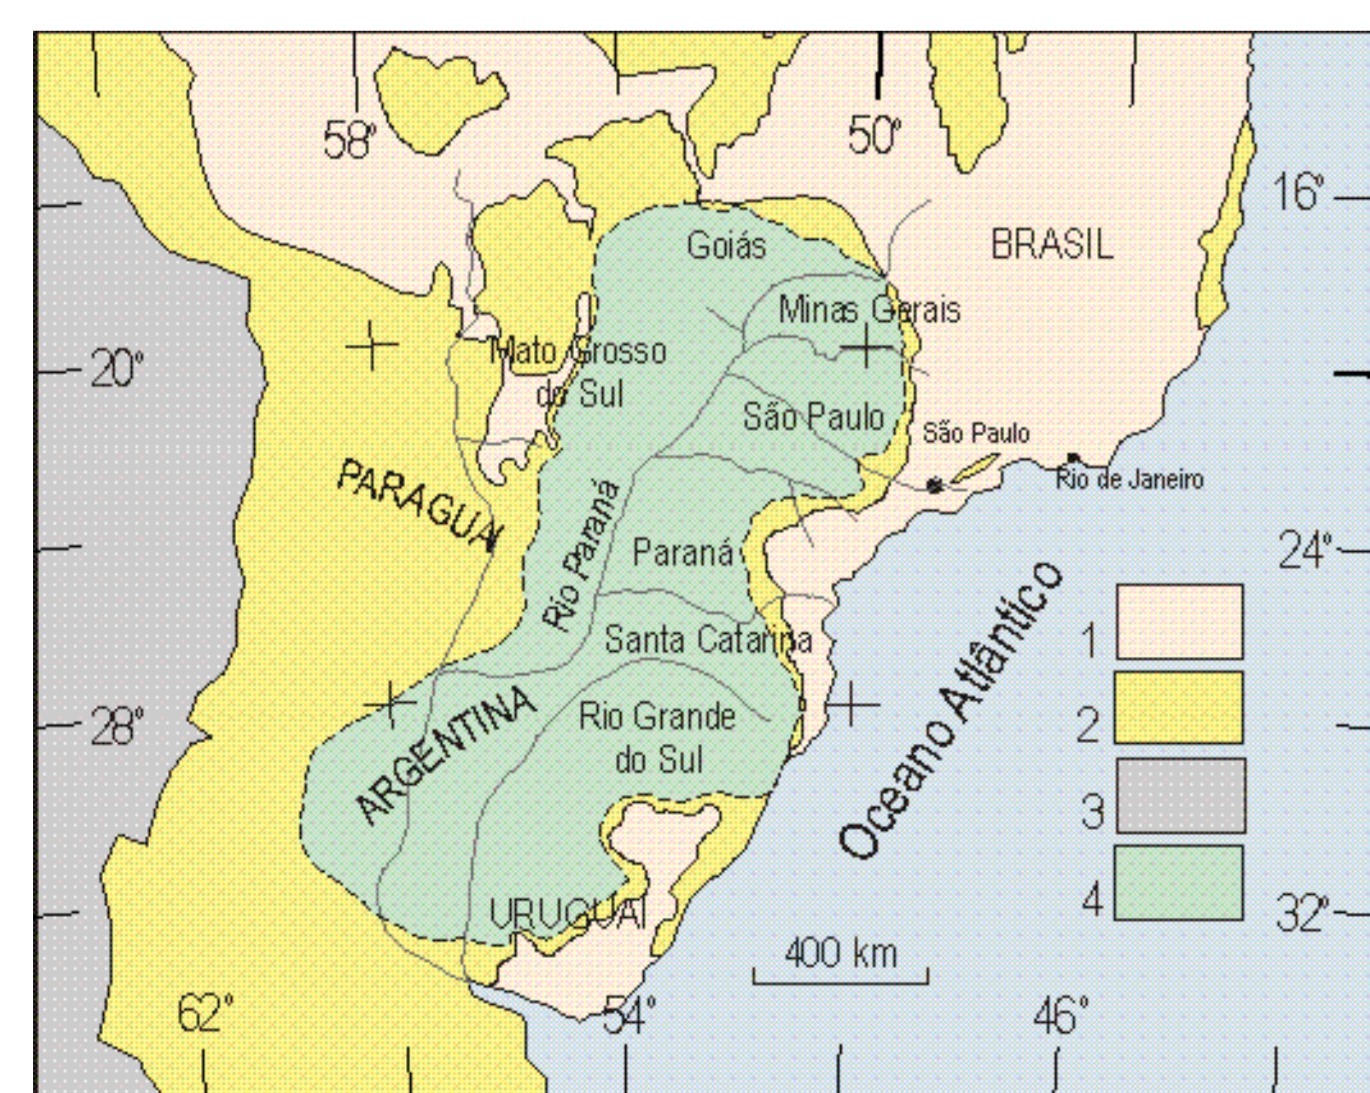 58°
50°
16°
Goiás
BRASIL
Minas Gerais
20°
Mato Grosso
do Sul
São Paulo
São Paulo
Rio de Janeiro
PARAGUAI
Rio Paraná
Paraná
24°
Oceano Atlântico
1
Santa Catarina
28°
ARGENTINA
Rio Grande
do Sul
2
3
4
URUGUAI
32°
400 km
62°
54°
46°